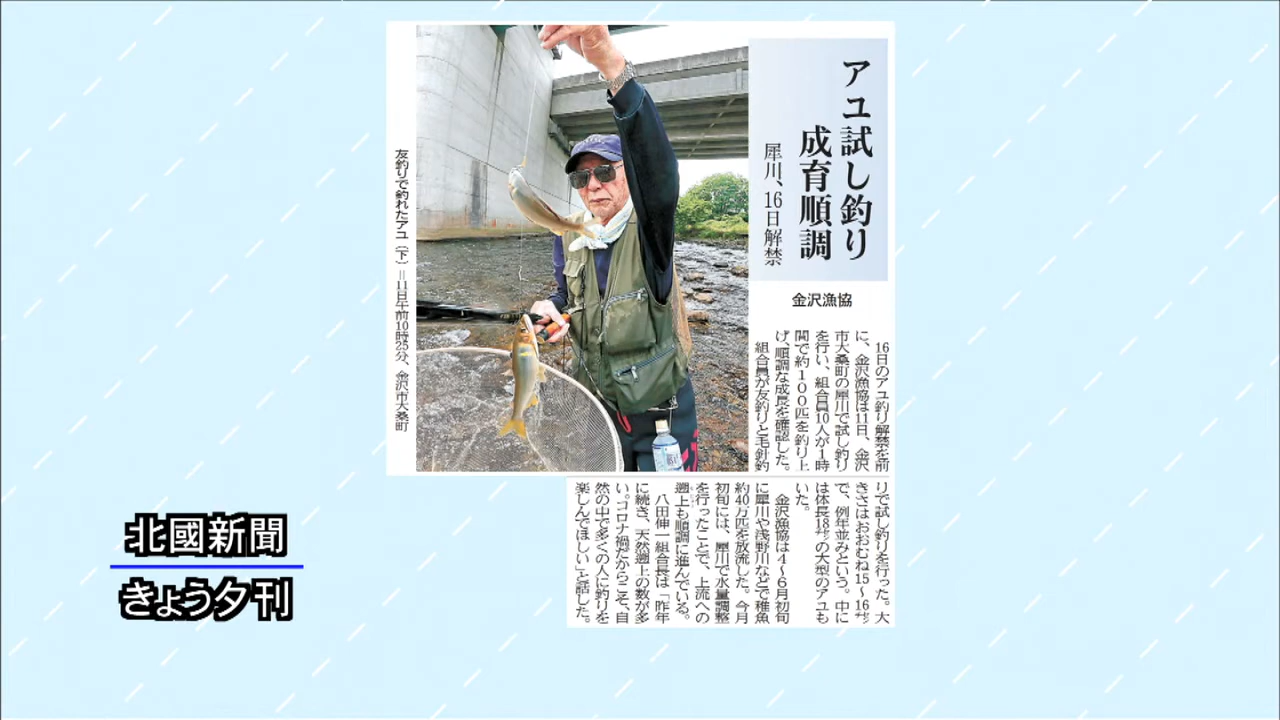 アユ試し釣り
成育順調
犀川、16日解禁
金沢漁協
16日のアユ釣り解禁を前
に、金沢漁協は11日、金沢
市大桑町の犀川で試し釣り
を行い、組合員10人が1時
間で約100匹を釣り上
げ、順調な成長を確認した。
組合員が友釣りと毛針釣
りで試し釣りを行った。大
きさはおおむね15〜16㌢
で、例年並みという。中に
は体長18㌢の大型のアユも
いた。
金沢漁協は4〜6月初旬
に犀川や浅野川などで稚魚
約40万匹を放流した。今月
初旬には、犀川で水量調整
を行ったことで、上流への
遡上も順調に進んでいる。
八田伸一組合長は「昨年
に続き、天然遡上の数が多
い。コロナ禍だからこそ、自
然の中で多くの人に釣りを
楽しんでほしい」と話した。
友釣りで釣れたアユ(下)=11日午前10時25分、金沢市大桑町
北國新聞
きょう夕刊